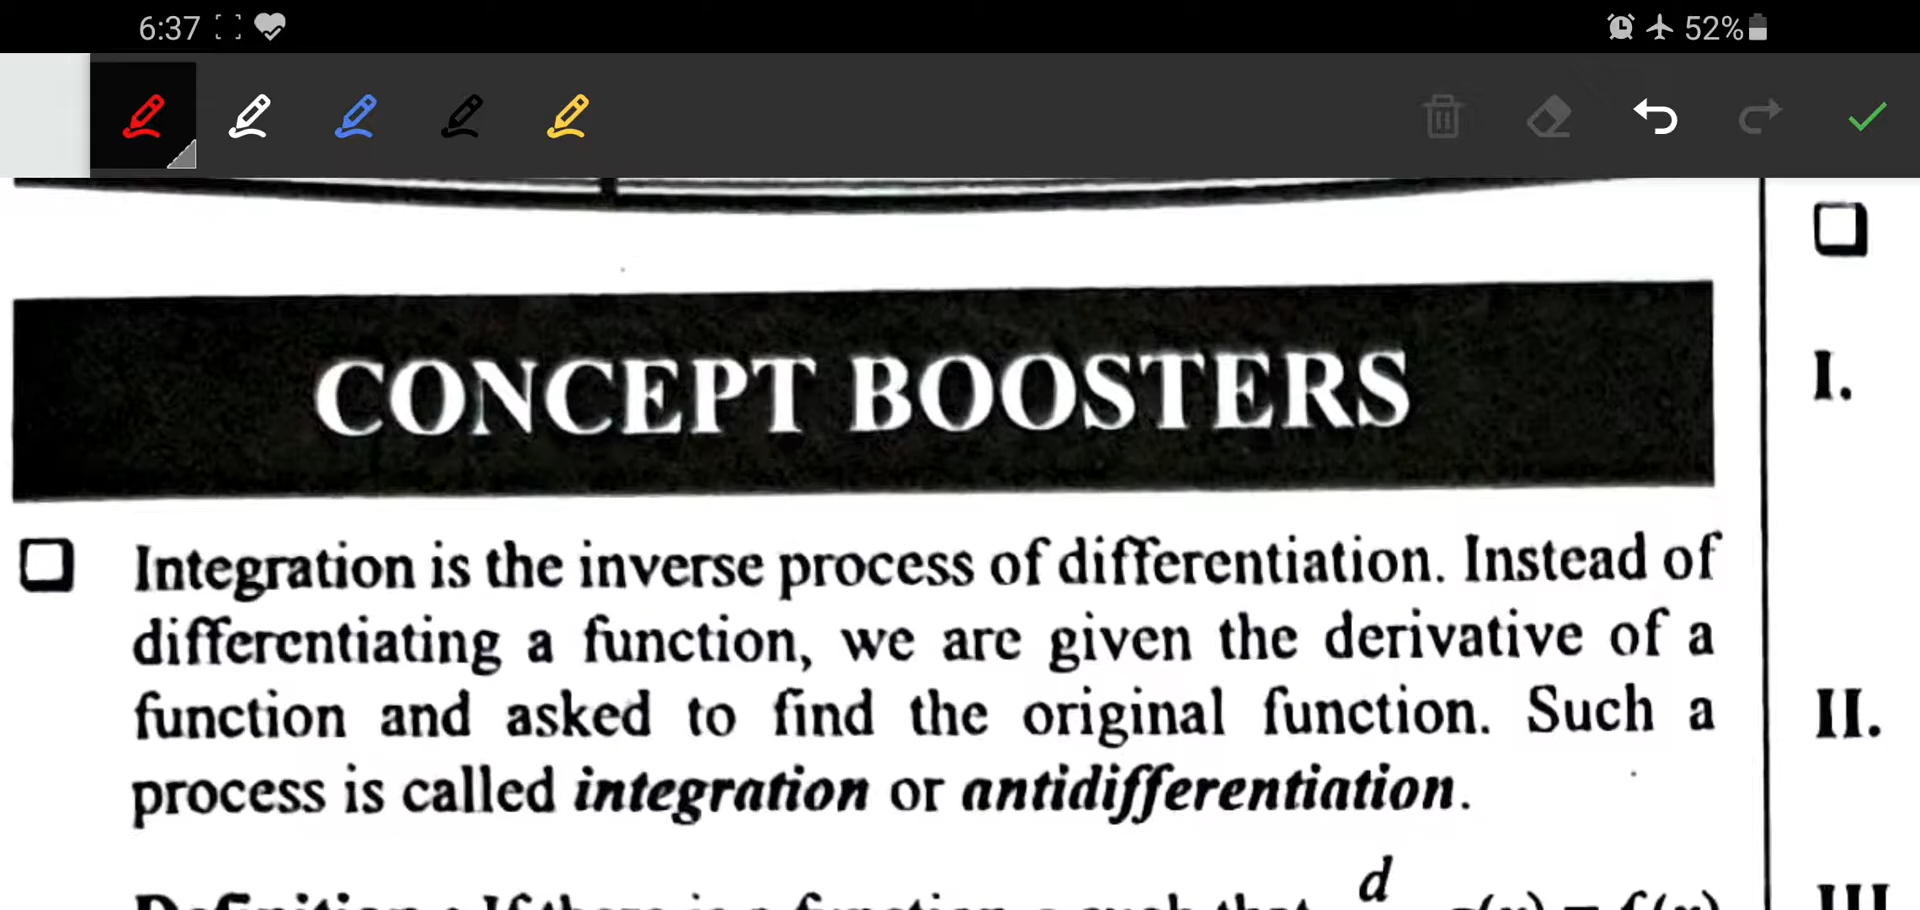 6:37
52%
CONCEPT BOOSTERS
I.
Integration is the inverse process of differentiation. Instead of
differentiating a function, we are given the derivative of a
function and asked to find the original function. Such a
II.
process is called integration or antidifferentiation.
d
III